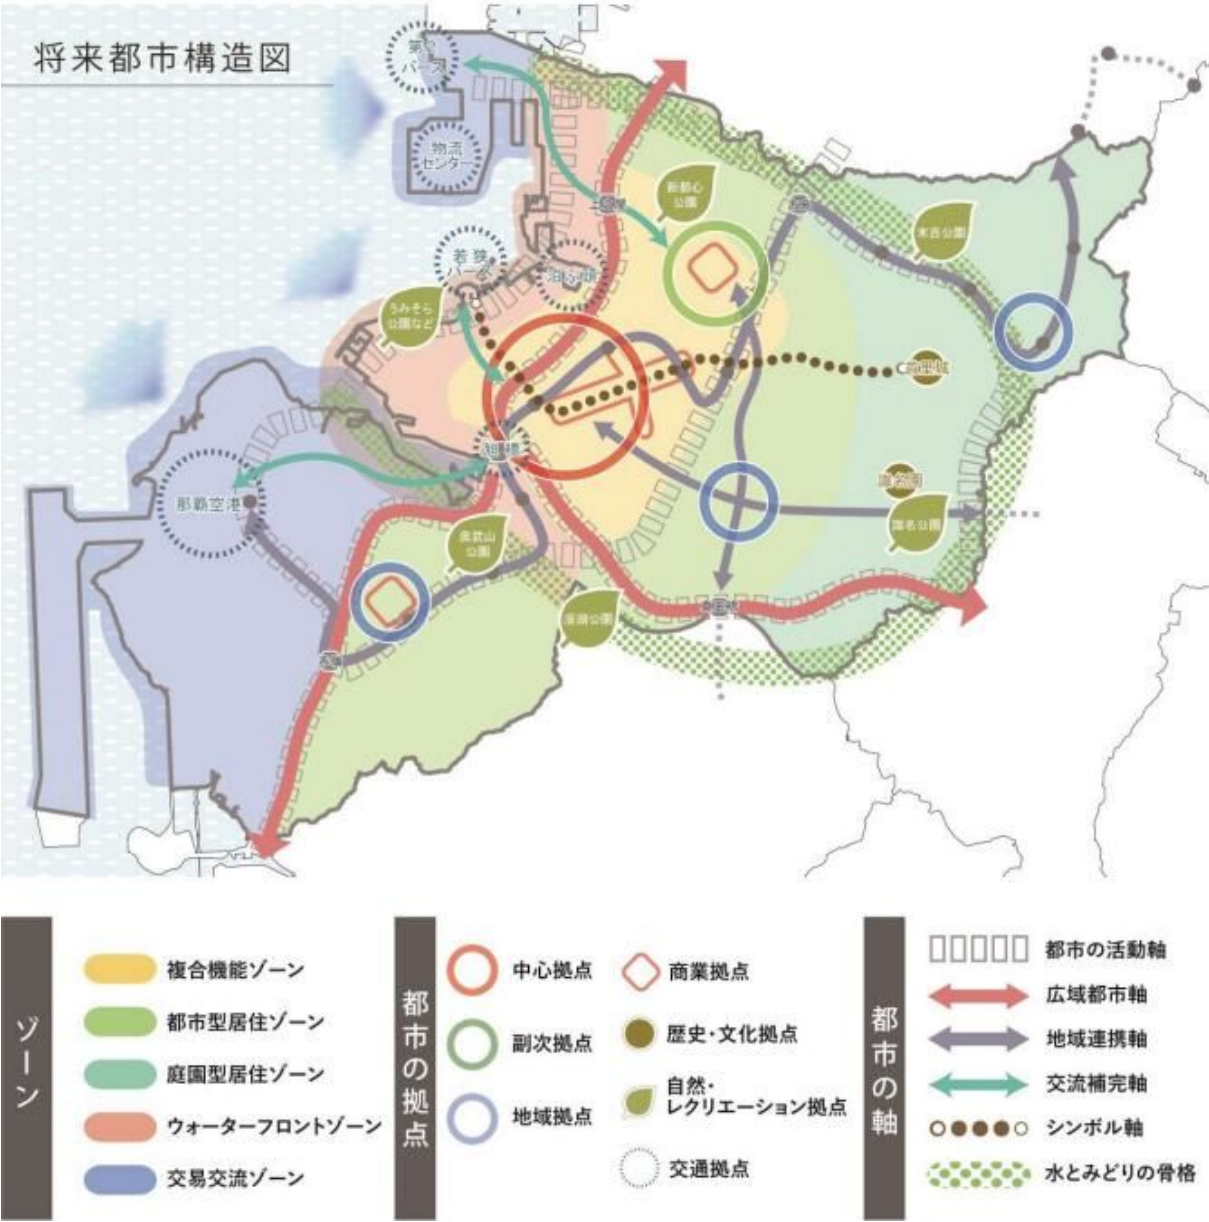 将来都市構造図
第2
バース
物流
センター
新都心
公園
末吉公園
若狭
バース
泊ふ頭
うみそら
公園など
首里城
旭橋
那覇空港
奥武山
公園
識名園
識名公園
漫湖公園
ゾーン
複合機能ゾーン
都市型居住ゾーン
庭園型居住ゾーン
ウォーターフロントゾーン
交易交流ゾーン
都市の拠点
中心拠点
副次拠点
地域拠点
商業拠点
歴史・文化拠点
自然・
レクリエーション拠点
交通拠点
都市の軸
都市の活動軸
広域都市軸
地域連携軸
交流補完軸
シンボル軸
水とみどりの骨格